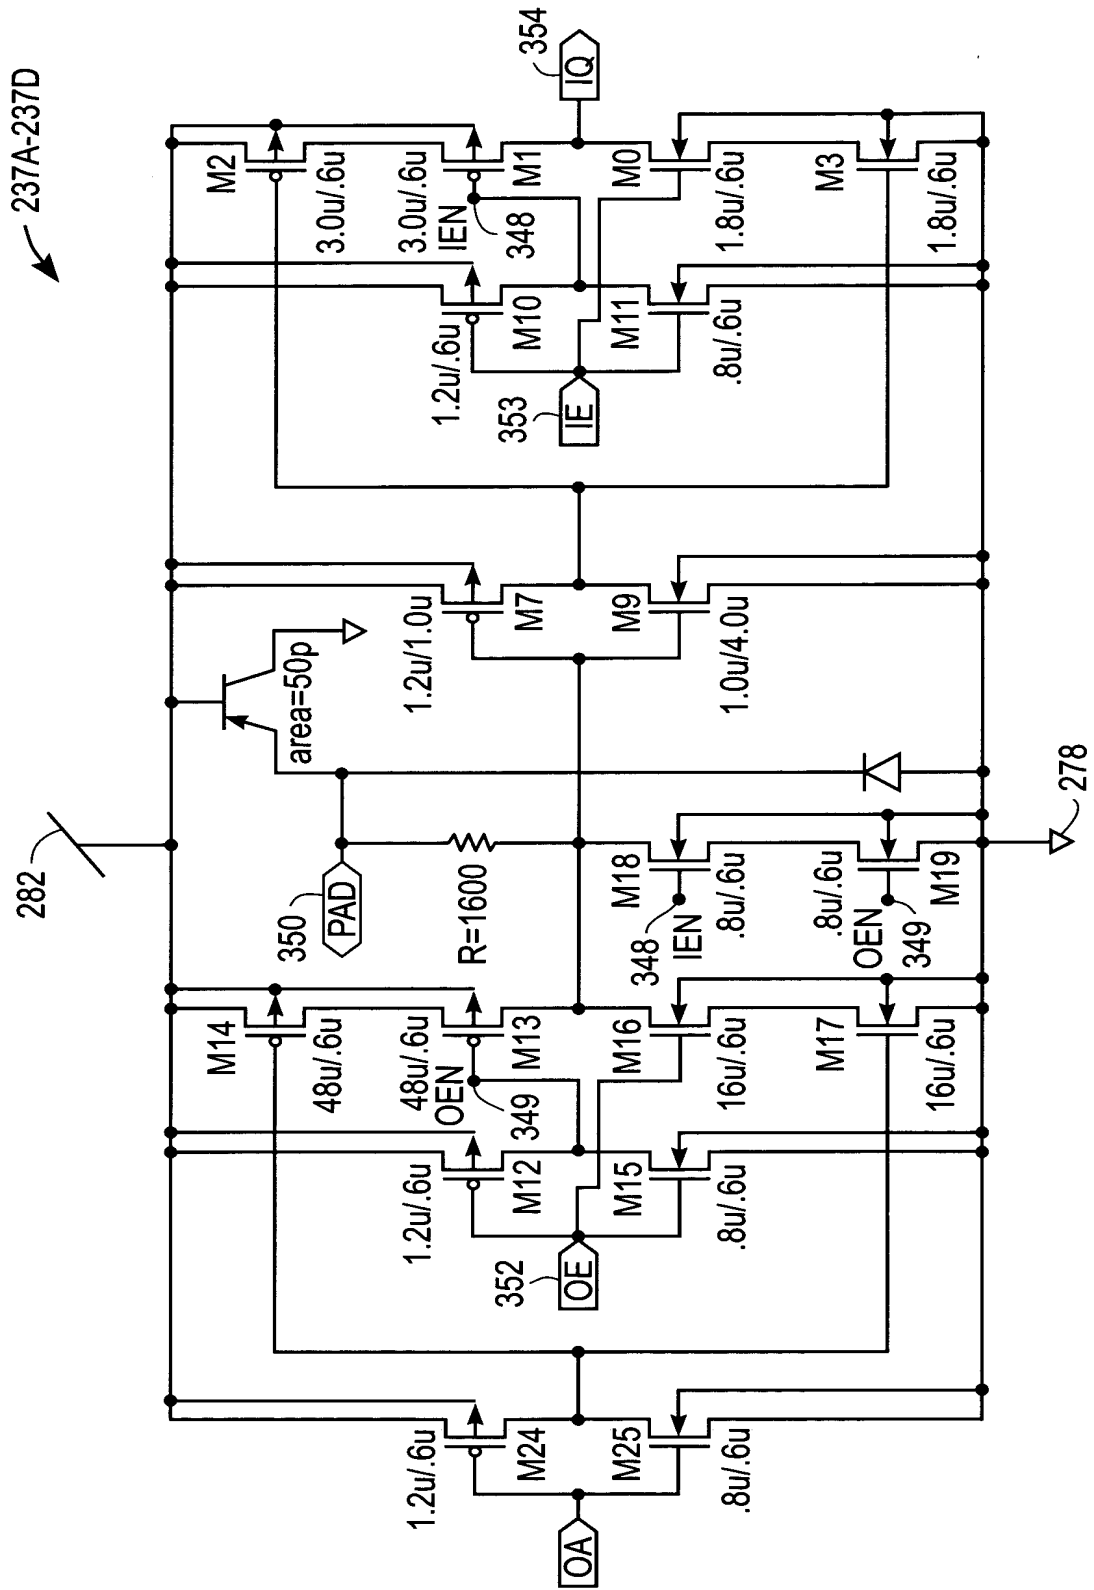 237A-237D
282
M14
48u/.6u
48u/.6u
OEN
349
M13
1.2u/.6u
M12
352
OE
M15
.8u/.6u
M16
16u/.6u
M17
16u/.6u
1.2u/.6u
M24
OA
M25
.8u/.6u
350
PAD
R=1600
area=50p
M18
348
IEN
.8u/.6u
.8u/.6u
OEN
349
M19
278
1.2u/1.0u
M7
M9
1.0u/4.0u
M2
3.0u/.6u
3.0u/.6u
IEN
348
M1
1.2u/.6u
M10
353
IE
M11
.8u/.6u
M0
1.8u/.6u
M3
1.8u/.6u
354
IQ